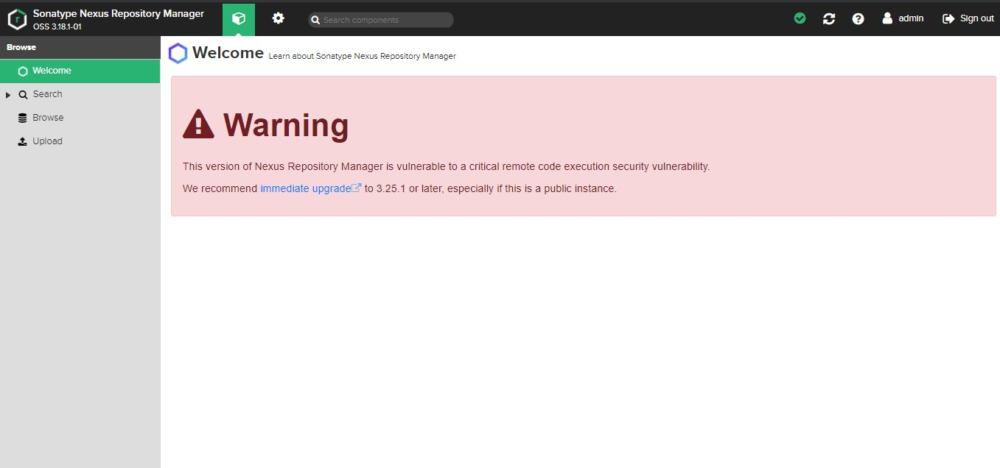 Sonatype Nexus Repository Manager
OSS 3.18.1-01
Search components
admin
Sign out
Browse
Welcome
Search
Browse
Upload
Welcome Learn about Sonatype Nexus Repository Manager
Warning
This version of Nexus Repository Manager is vulnerable to a critical remote code execution security vulnerability.
We recommend immediate upgrade to 3.25.1 or later, especially if this is a public instance.